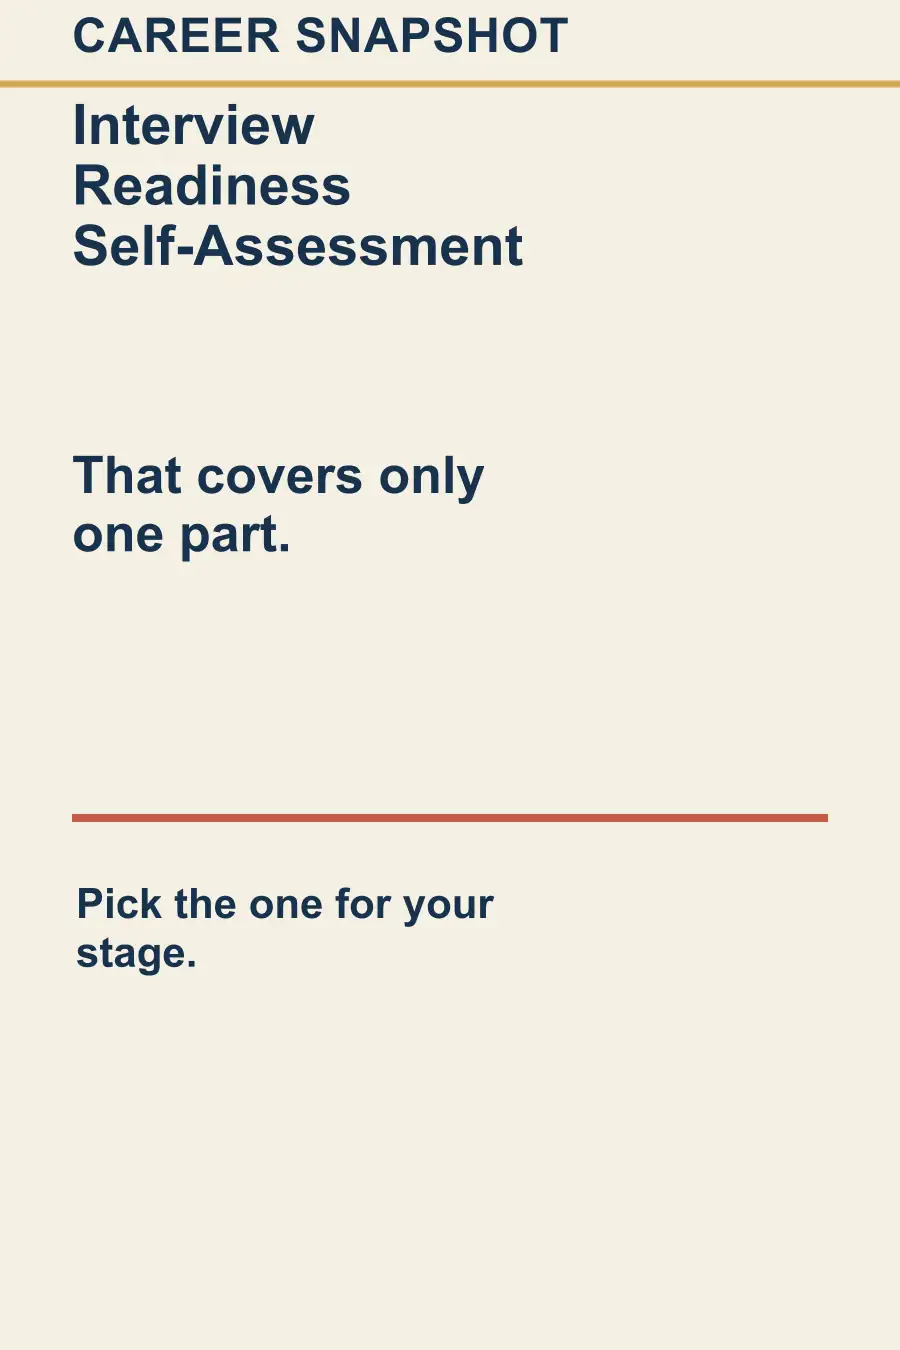 CAREER SNAPSHOT
Interview
Readiness
Self-Assessment
That covers only
one part.
Pick the one for your
stage.